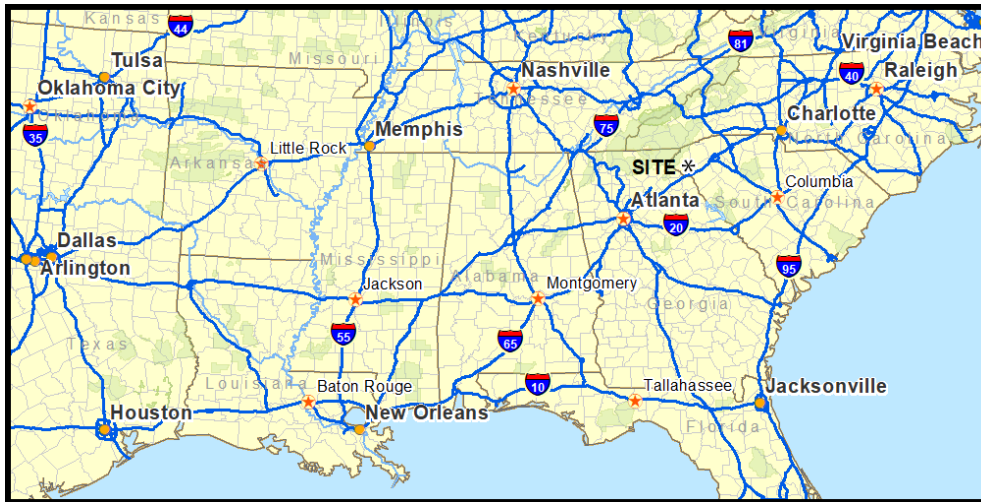 Kansas
44
Illinois
Missouri
Kentucky
81
Virginia
Virginia Beach
Tulsa
Nashville
40
Raleigh
Oklahoma City
Tennessee
Oklahoma
35
Memphis
75
Charlotte
North Carolina
Little Rock
Arkansas
SITE *
Columbia
Atlanta
South Carolina
20
Dallas
Arlington
Mississippi
Alabama
95
Jackson
Montgomery
Georgia
55
65
Texas
Louisiana
Baton Rouge
10
Tallahassee
Jacksonville
Houston
New Orleans
Florida